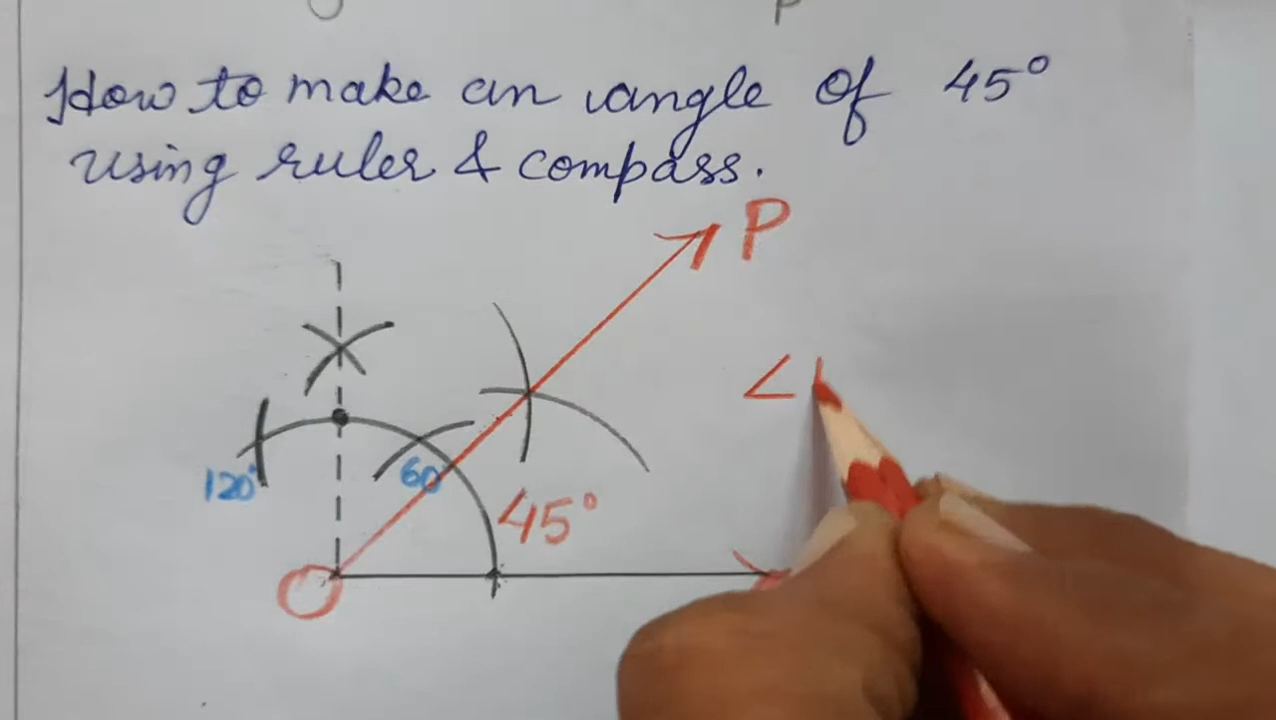 How to make an angle of 45°
using ruler & compass.
P
∠
120°
60°
45°
O